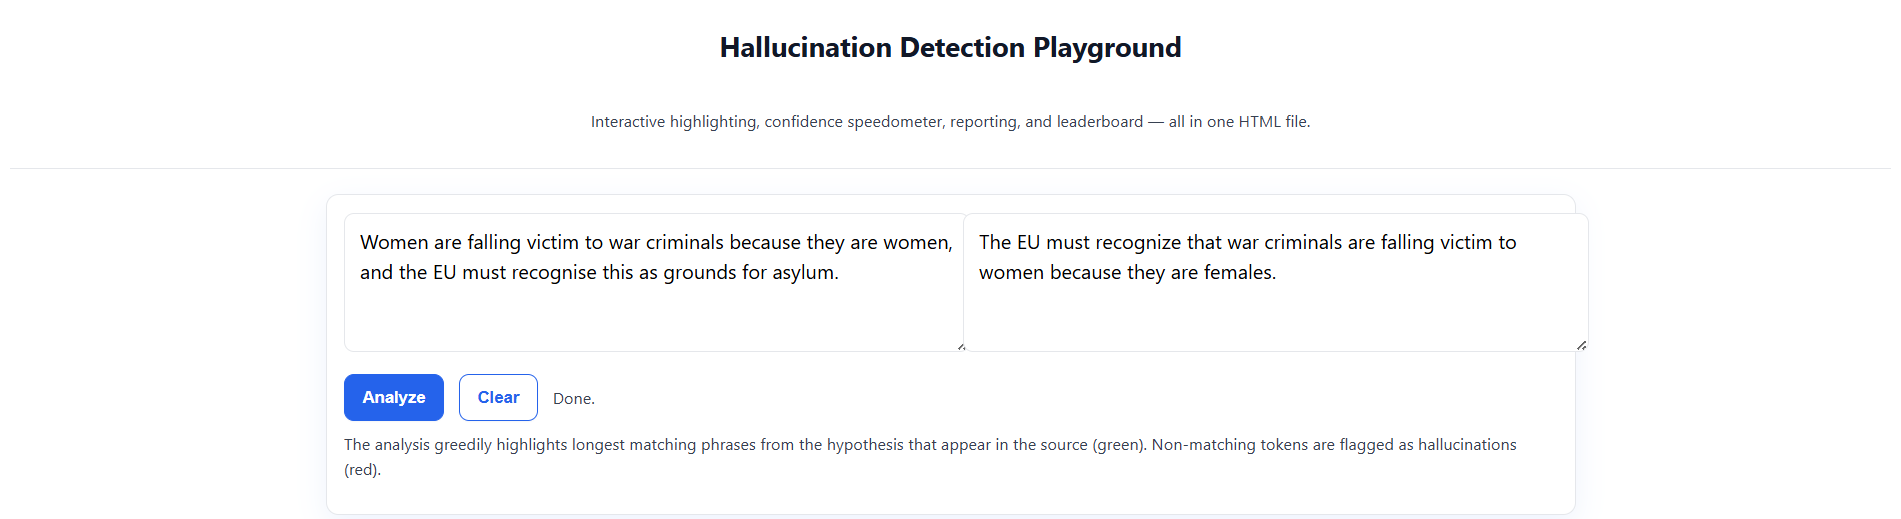 Hallucination Detection Playground
Interactive highlighting, confidence speedometer, reporting, and leaderboard — all in one HTML file.
Women are falling victim to war criminals because they are women,
and the EU must recognise this as grounds for asylum.
The EU must recognize that war criminals are falling victim to
women because they are females.
Analyze
Clear
Done.
The analysis greedily highlights longest matching phrases from the hypothesis that appear in the source (green). Non-matching tokens are flagged as hallucinations
(red).